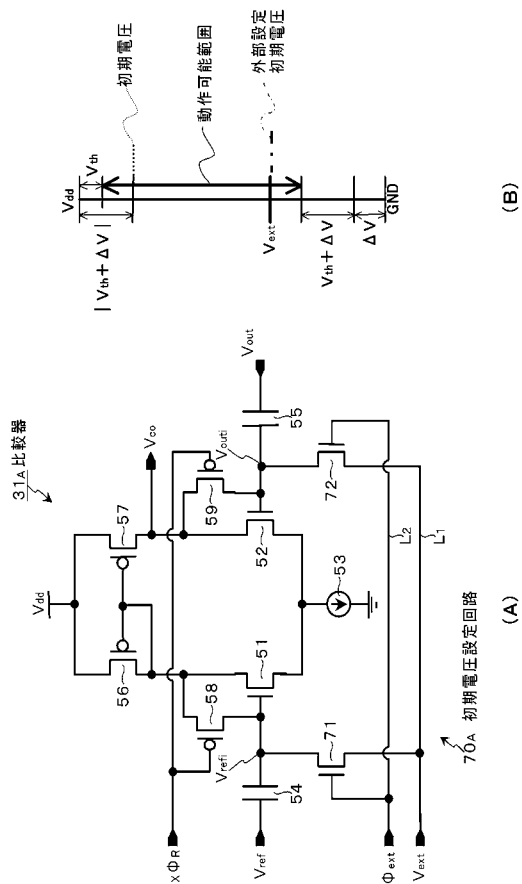 31A 比較器
Vdd
56
57
Vco
58
59
xΦR
Vrefi
Vouti
Vref
54
51
52
55
Vout
53
71
72
Φext
L2
Vext
L1
70A 初期電圧設定回路
(A)
Vdd
Vth
|Vth+ΔV|
初期電圧
動作可能範囲
外部設定
初期電圧
Vext
Vth+ΔV
ΔV
GND
(B)